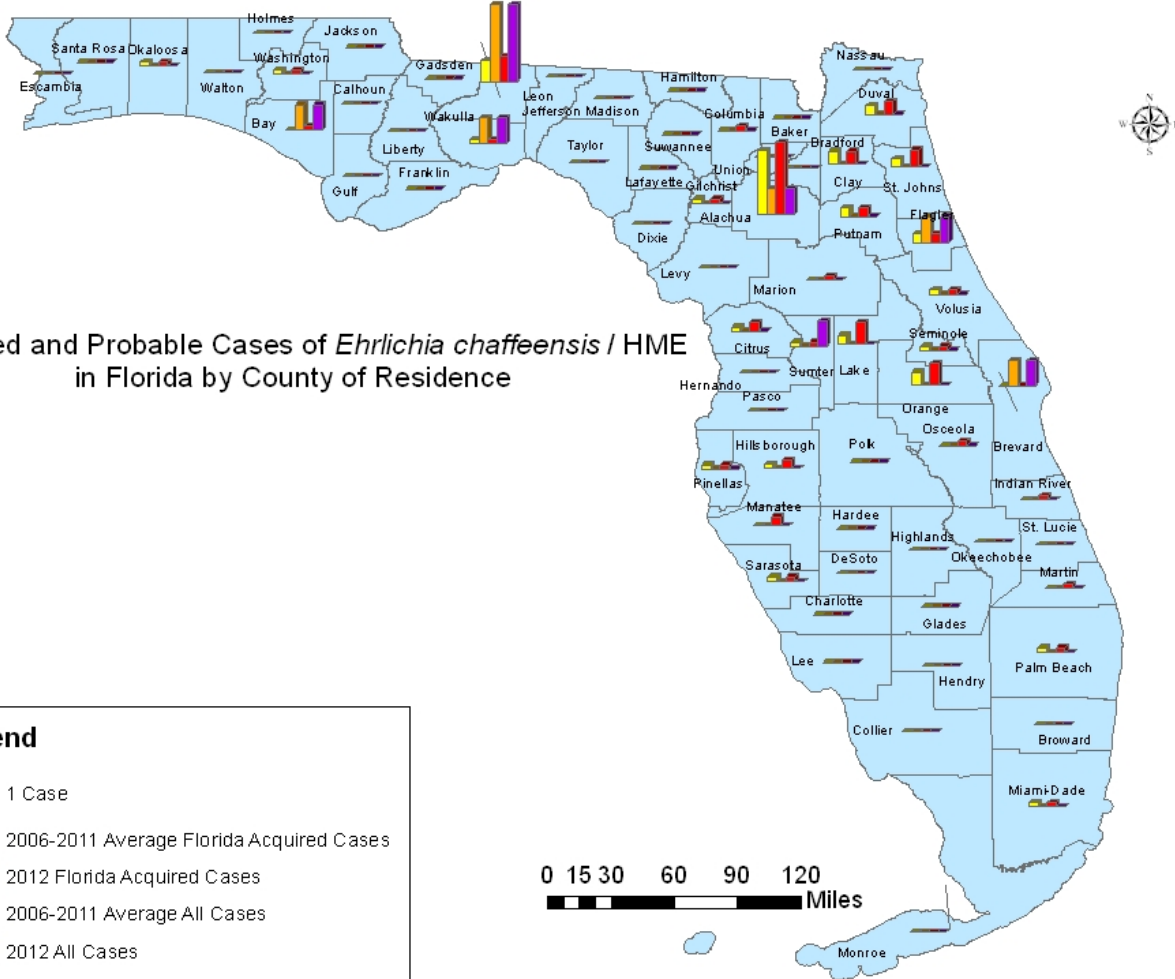 Holmes
Jackson
Santa Rosa
Okaloosa
Washington
Escambia
Walton
Calhoun
Gadsden
Bay
Liberty
Gulf
Franklin
Wakulla
Leon
Jefferson
Madison
Hamilton
Taylor
Suwannee
Lafayette
Columbia
Baker
Nassau
Duval
Union
Bradford
Gilchrist
Clay
St. Johns
Alachua
Putnam
Flagler
Dixie
Levy
Marion
Volusia
N
W
S
ed and Probable Cases of Ehrlichia chaffeensis / HME
in Florida by County of Residence
Citrus
Sumter
Lake
Seminole
Hernando
Pasco
Orange
Osceola
Brevard
Hillsborough
Polk
Pinellas
Indian River
Manatee
Hardee
Highlands
St. Lucie
Okeechobee
Sarasota
DeSoto
Martin
Charlotte
Glades
Lee
Hendry
Palm Beach
Collier
Broward
Miami-Dade
Monroe
end
1 Case
2006-2011 Average Florida Acquired Cases
2012 Florida Acquired Cases
2006-2011 Average All Cases
2012 All Cases
0 15 30 60 90 120
Miles